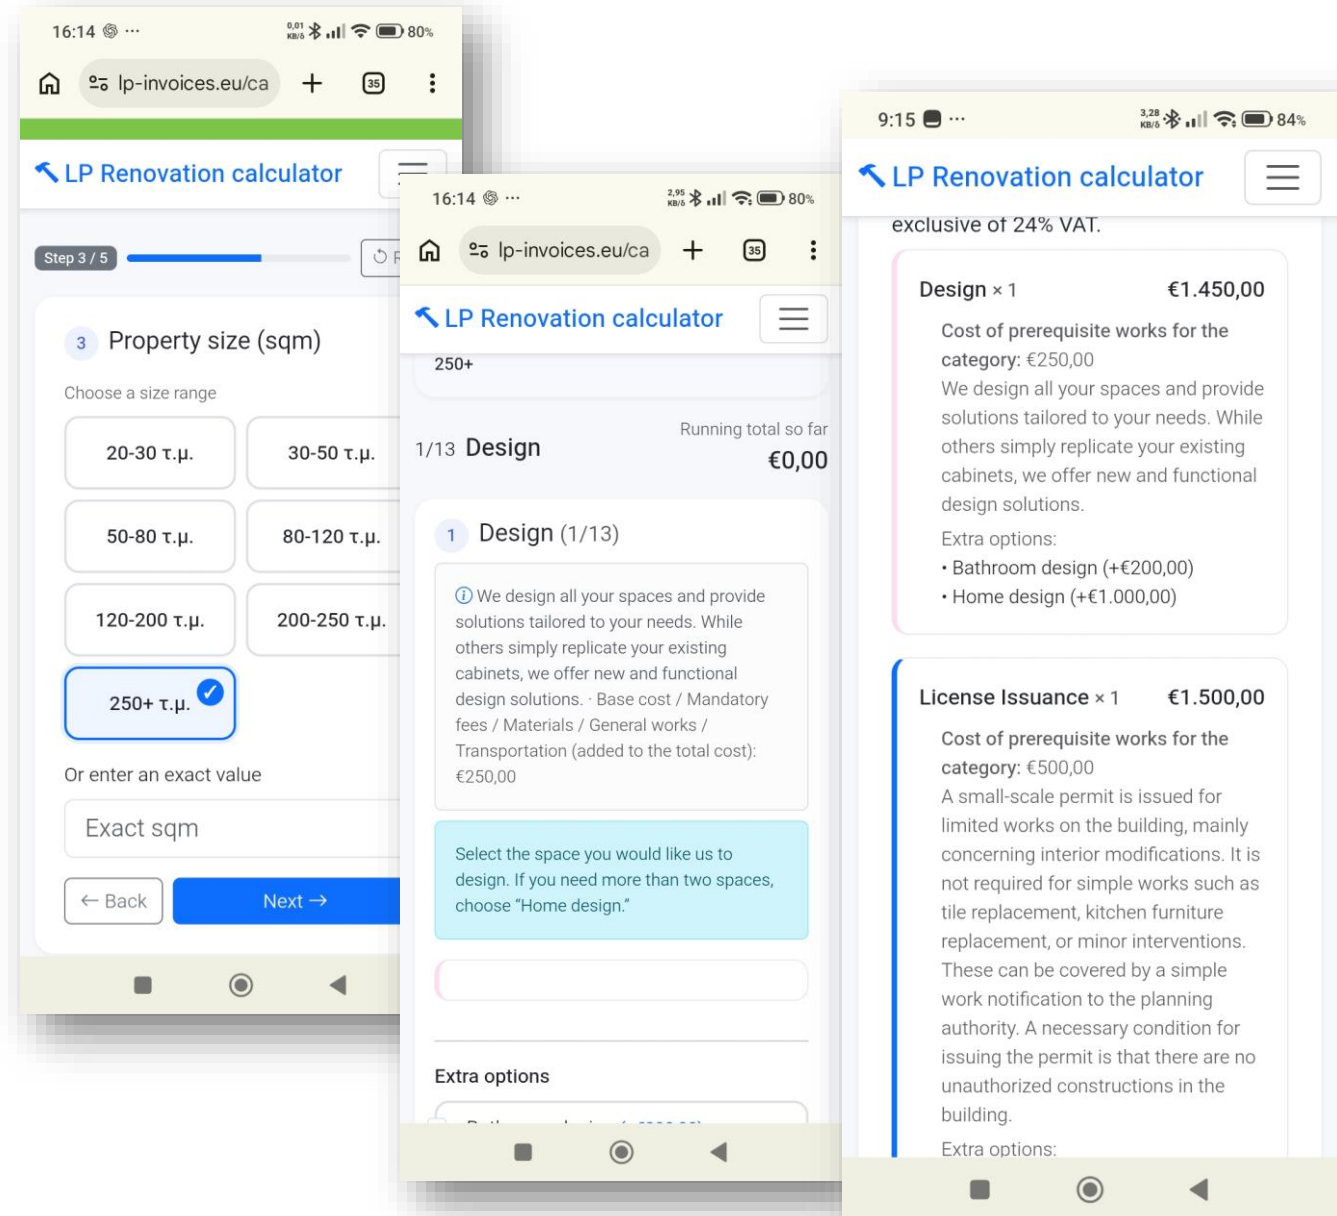 16:14 ··· 0,01 KB/δ 80%
lp-invoices.eu/ca 35
LP Renovation calculator
Step 3 / 5
3 Property size (sqm)
Choose a size range
20-30 τ.μ. 30-50 τ.μ.
50-80 τ.μ. 80-120 τ.μ.
120-200 τ.μ. 200-250 τ.μ.
250+ τ.μ.
Or enter an exact value
Exact sqm
← Back Next →
16:14 ··· 2,95 KB/δ 80%
lp-invoices.eu/ca 35
LP Renovation calculator
250+
Running total so far
1/13 Design
€0,00
1 Design (1/13)
We design all your spaces and provide
solutions tailored to your needs. While
others simply replicate your existing
cabinets, we offer new and functional
design solutions. · Base cost / Mandatory
fees / Materials / General works /
Transportation (added to the total cost):
€250,00
Select the space you would like us to
design. If you need more than two spaces,
choose “Home design.”
Extra options
9:15 ··· 3,28 KB/δ 84%
LP Renovation calculator
exclusive of 24% VAT.
Design × 1 €1.450,00
Cost of prerequisite works for the
category: €250,00
We design all your spaces and provide
solutions tailored to your needs. While
others simply replicate your existing
cabinets, we offer new and functional
design solutions.
Extra options:
• Bathroom design (+€200,00)
• Home design (+€1.000,00)
License Issuance × 1 €1.500,00
Cost of prerequisite works for the
category: €500,00
A small-scale permit is issued for
limited works on the building, mainly
concerning interior modifications. It is
not required for simple works such as
tile replacement, kitchen furniture
replacement, or minor interventions.
These can be covered by a simple
work notification to the planning
authority. A necessary condition for
issuing the permit is that there are no
unauthorized constructions in the
building.
Extra options: